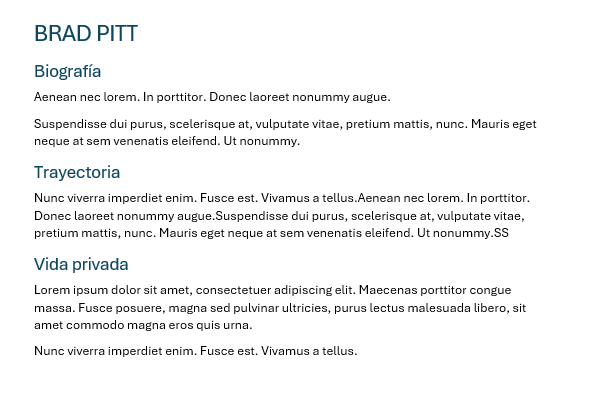 BRAD PITT
Biografía
Aenean nec lorem. In porttitor. Donec laoreet nonummy augue.
Suspendisse dui purus, scelerisque at, vulputate vitae, pretium mattis, nunc. Mauris eget
neque at sem venenatis eleifend. Ut nonummy.
Trayectoria
Nunc viverra imperdiet enim. Fusce est. Vivamus a tellus.Aenean nec lorem. In porttitor.
Donec laoreet nonummy augue.Suspendisse dui purus, scelerisque at, vulputate vitae,
pretium mattis, nunc. Mauris eget neque at sem venenatis eleifend. Ut nonummy.SS
Vida privada
Lorem ipsum dolor sit amet, consectetuer adipiscing elit. Maecenas porttitor congue
massa. Fusce posuere, magna sed pulvinar ultricies, purus lectus malesuada libero, sit
amet commodo magna eros quis urna.
Nunc viverra imperdiet enim. Fusce est. Vivamus a tellus.